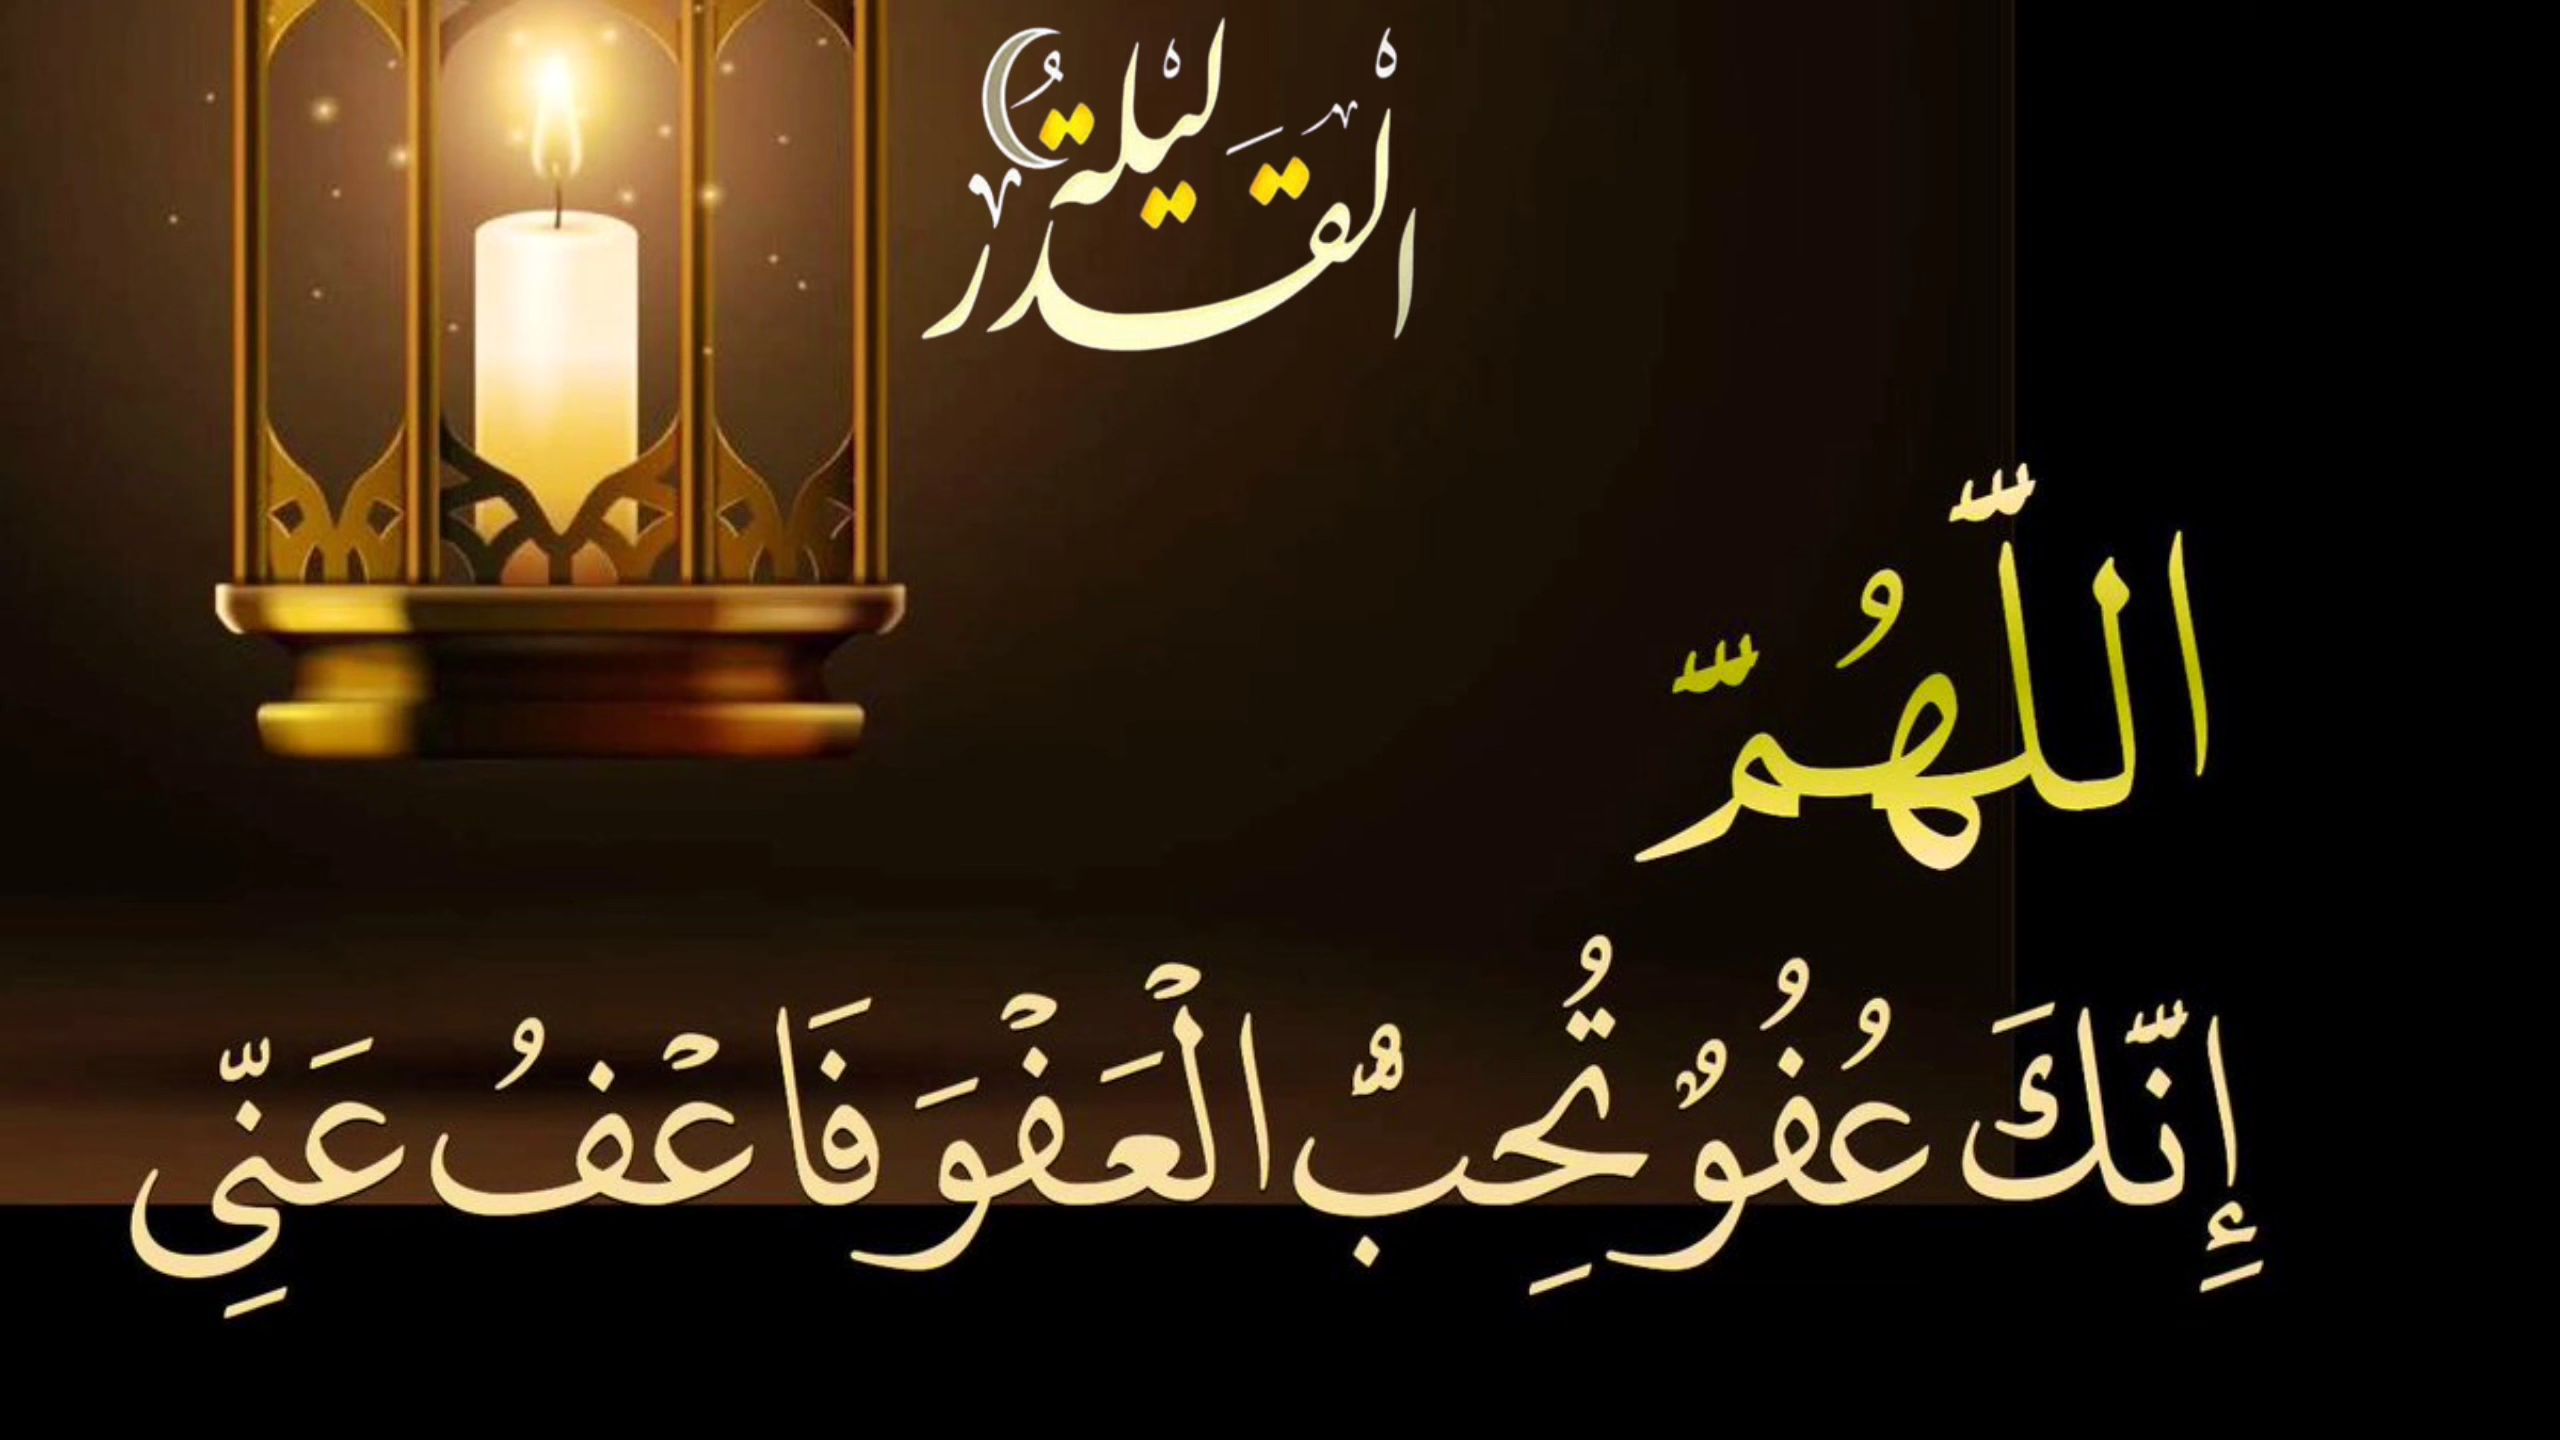 لَيْلَةُ
الْقَدْرِ
اللّٰهُمّ
إِنّكَ عُفُوٌ تُحِبُّ الْعَفْوَ فَاعْفُ عَنِّي